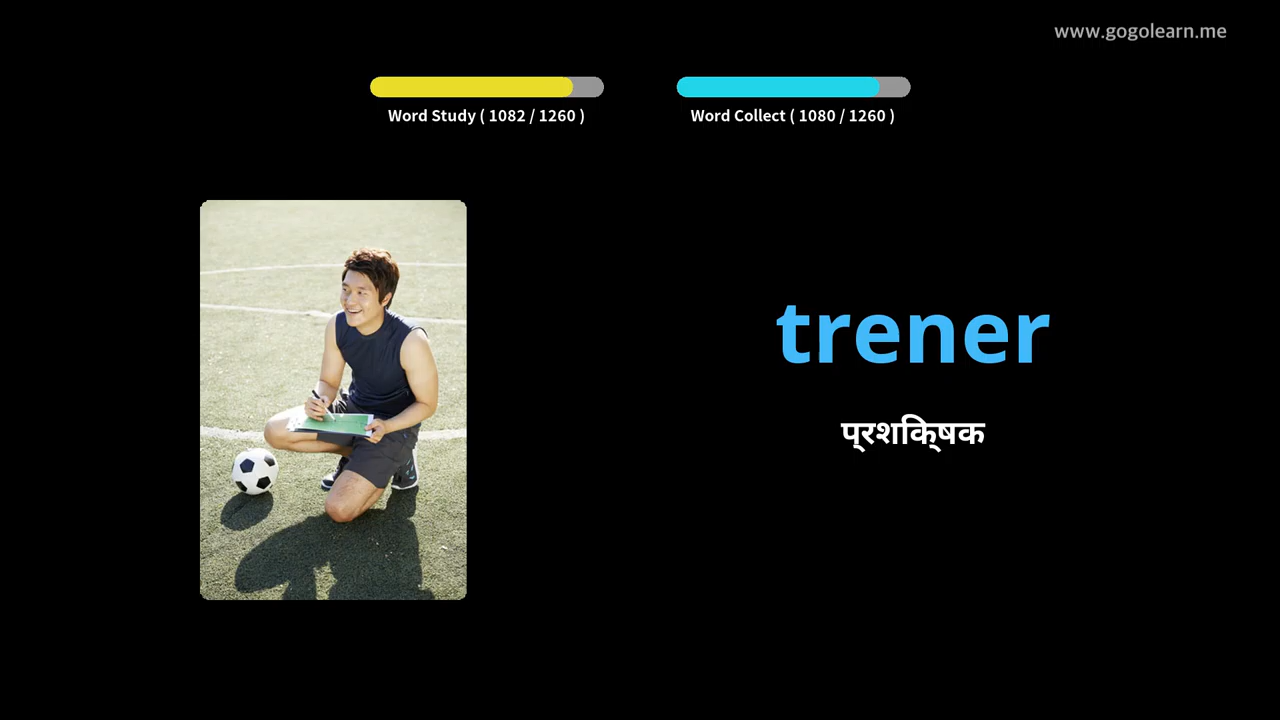 www.gogolearn.me
Word Study ( 1082 / 1260 )
Word Collect ( 1080 / 1260 )
trener
प्रशिक्षक